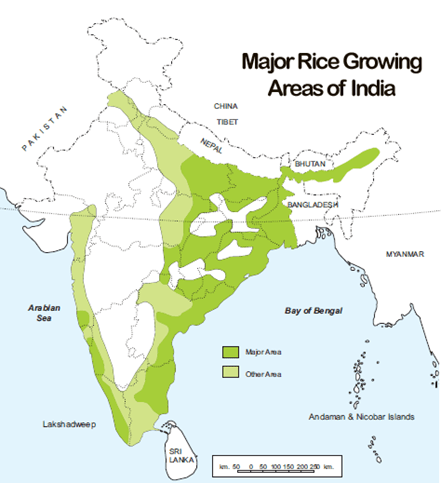 Major Rice Growing
Areas of India
CHINA
TIBET
PAKISTAN
NEPAL
BHUTAN
BANGLADESH
MYANMAR
Arabian
Sea
Bay of Bengal
Major Area
Other Area
Andaman & Nicobar Islands
Lakshadweep
SRI
LANKA
km. 50 0 50 100 150 200 250 km.